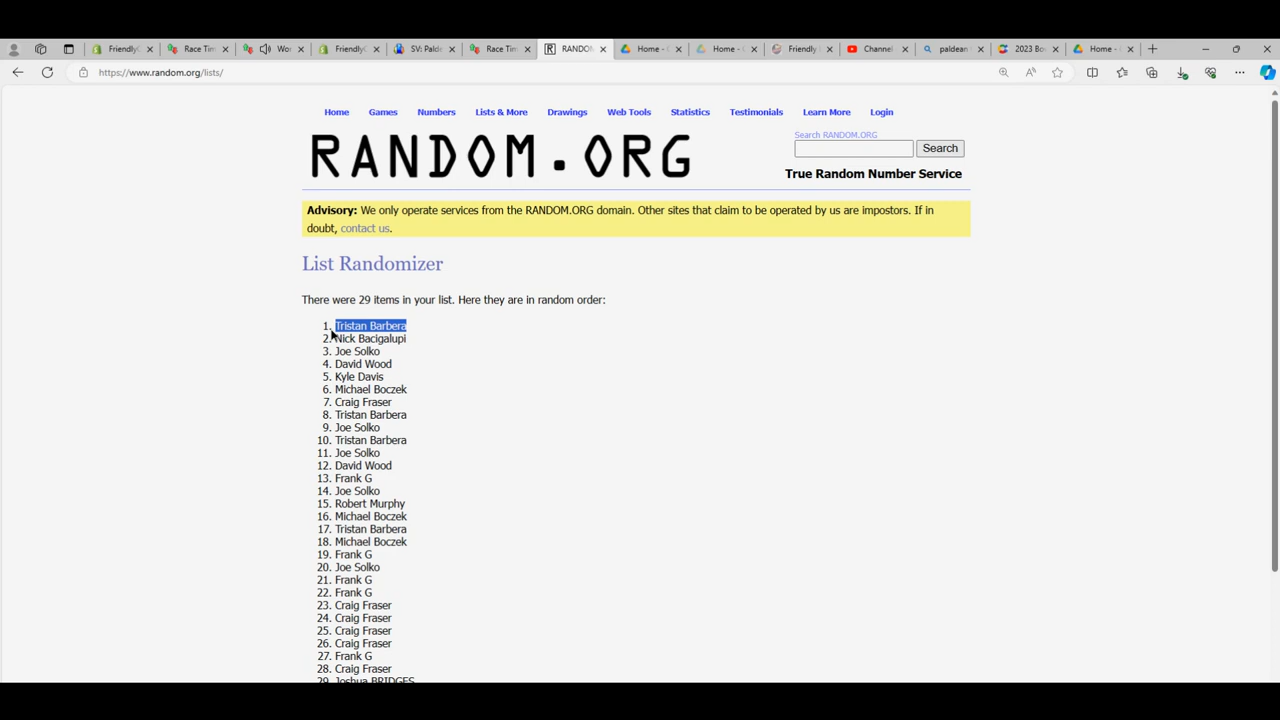 FriendlyC
Race Tim
Wo
FriendlyC
SV: Palde
Race Tim
RANDO
Home -
Home -
Friendly
Channel
paldean
2023 Bo
Home -
https://www.random.org/lists/
Home Games Numbers Lists & More Drawings Web Tools Statistics Testimonials Learn More Login
RANDOM.ORG
Search RANDOM.ORG
Search
True Random Number Service
Advisory: We only operate services from the RANDOM.ORG domain. Other sites that claim to be operated by us are impostors. If in
doubt, contact us.
List Randomizer
There were 29 items in your list. Here they are in random order:
1. Tristan Barbera
2. Nick Bacigalupi
3. Joe Solko
4. David Wood
5. Kyle Davis
6. Michael Boczek
7. Craig Fraser
8. Tristan Barbera
9. Joe Solko
10. Tristan Barbera
11. Joe Solko
12. David Wood
13. Frank G
14. Joe Solko
15. Robert Murphy
16. Michael Boczek
17. Tristan Barbera
18. Michael Boczek
19. Frank G
20. Joe Solko
21. Frank G
22. Frank G
23. Craig Fraser
24. Craig Fraser
25. Craig Fraser
26. Craig Fraser
27. Frank G
28. Craig Fraser
29. Joshua BRIDGES